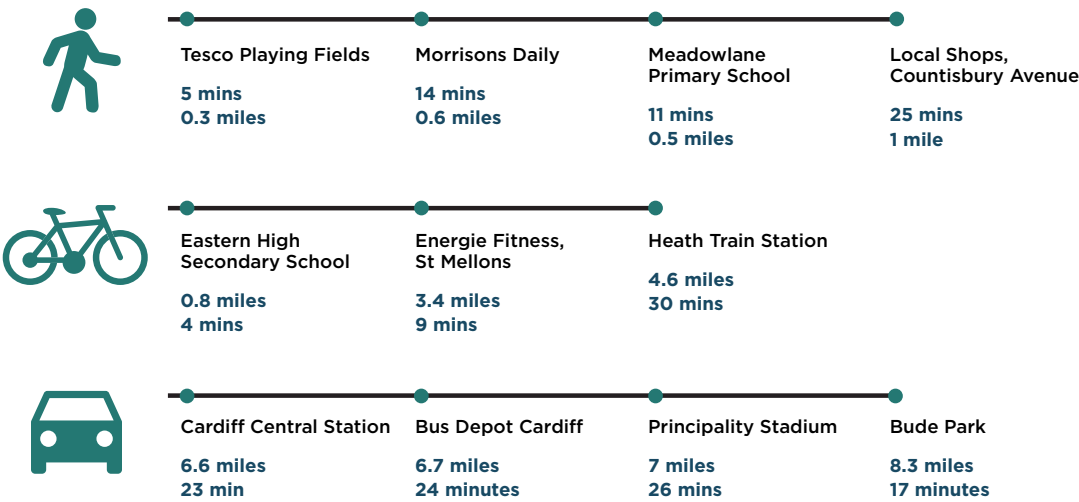 Tesco Playing Fields
5 mins
0.3 miles
Morrisons Daily
14 mins
0.6 miles
Meadowlane
Primary School
11 mins
0.5 miles
Local Shops,
Countisbury Avenue
25 mins
1 mile
Eastern High
Secondary School
0.8 miles
4 mins
Energie Fitness,
St Mellons
3.4 miles
9 mins
Heath Train Station
4.6 miles
30 mins
Cardiff Central Station
6.6 miles
23 min
Bus Depot Cardiff
6.7 miles
24 minutes
Principality Stadium
7 miles
26 mins
Bude Park
8.3 miles
17 minutes